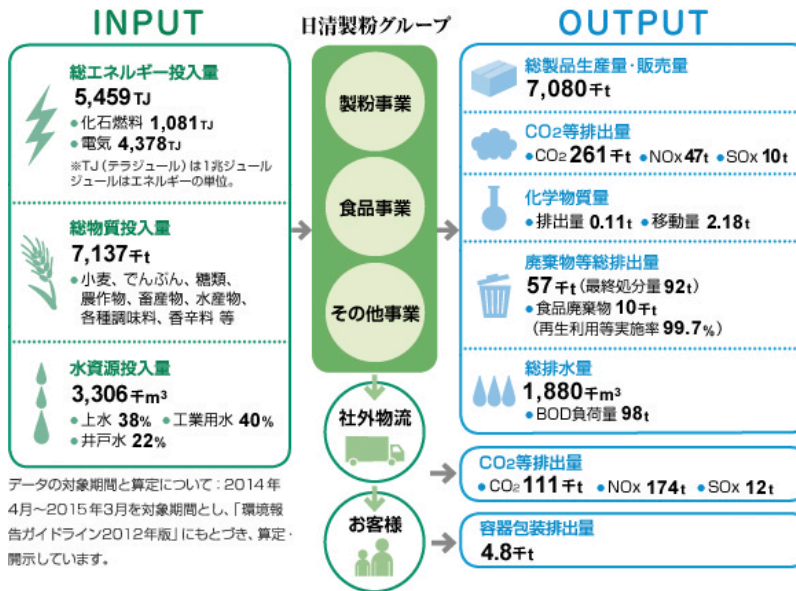 INPUT
総エネルギー投入量
5,459 TJ
●化石燃料 1,081TJ
●電気 4,378TJ
※TJ(テラジュール)は1兆ジュール
ジュールはエネルギーの単位。
総物質投入量
7,137千t
●小麦、でんぷん、糖類、
農作物、畜産物、水産物、
各種調味料、香辛料 等
水資源投入量
3,306千m³
●上水 38% ●工業用水 40%
●井戸水 22%
データの対象期間と算定について:2014年
4月〜2015年3月を対象期間とし、「環境報
告ガイドライン2012年版」にもとづき、算定・
開示しています。
日清製粉グループ
製粉事業
食品事業
その他事業
社外物流
お客様
OUTPUT
総製品生産量・販売量
7,080千t
CO₂等排出量
●CO₂ 261千t ●NOx 47t ●SOx 10t
化学物質量
●排出量 0.11t ●移動量 2.18t
廃棄物等総排出量
57千t(最終処分量 92t)
●食品廃棄物 10千t
(再生利用等実施率 99.7%)
総排水量
1,880千m³
●BOD負荷量 98t
CO₂等排出量
●CO₂ 111千t ●NOx 174t ●SOx 12t
容器包装排出量
4.8千t